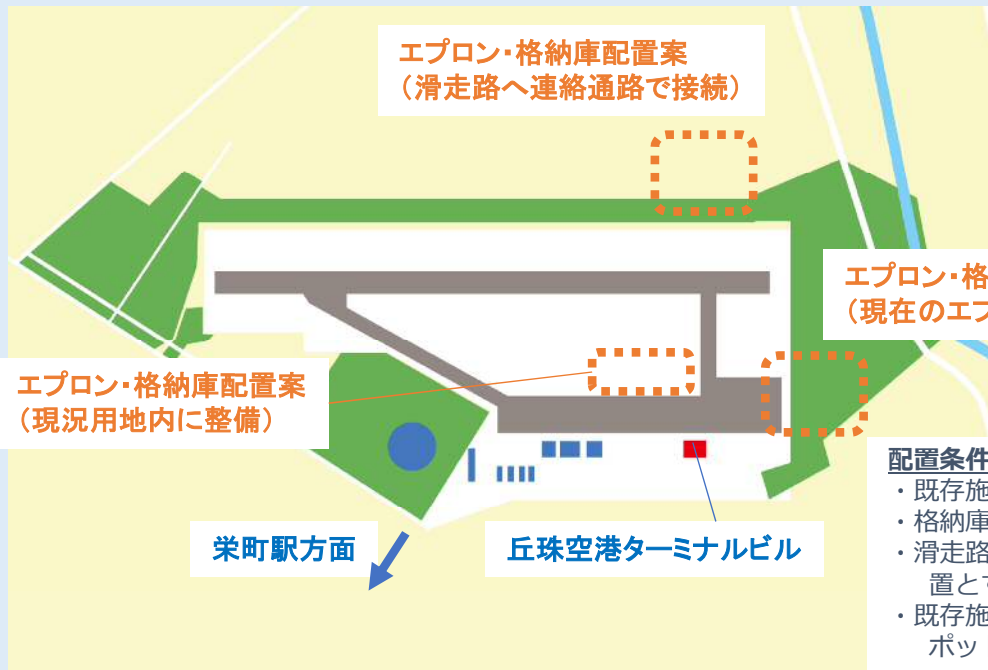 エプロン・格納庫配置案
（滑走路へ連絡通路で接続）
エプロン・格
（現在のエプ
エプロン・格納庫配置案
（現況用地内に整備）
栄町駅方面
丘珠空港ターミナルビル
配置条件
・既存施
・格納庫
・滑走路
置とす
・既存施
ポッ